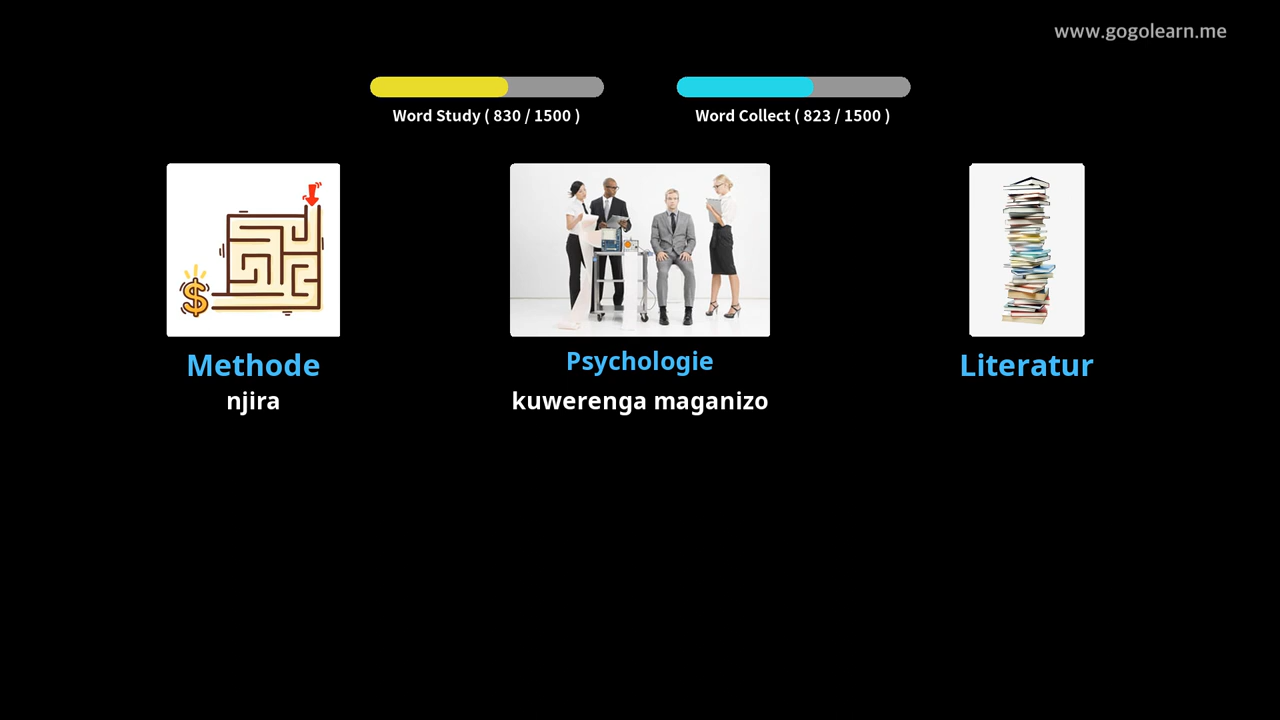 www.gogolearn.me
Word Study ( 830 / 1500 )
Word Collect ( 823 / 1500 )
Methode
njira
Psychologie
kuwerenga maganizo
Literatur